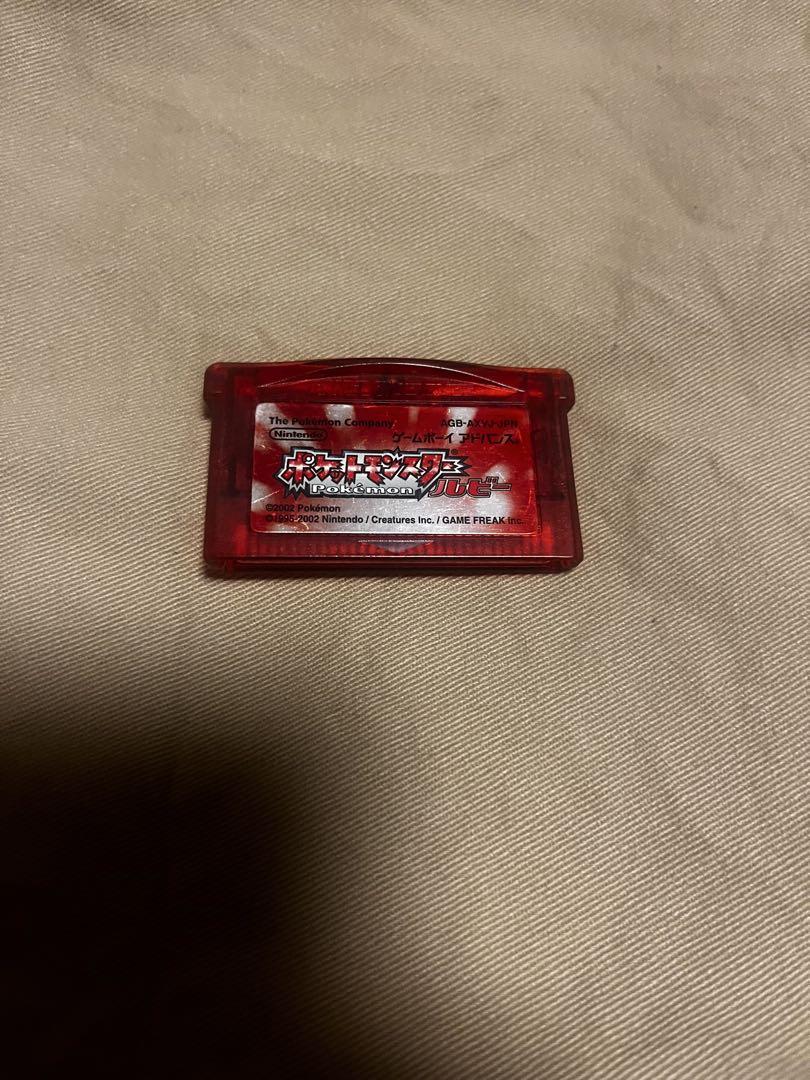 The Pokémon Company AGB-AXVJ-JPN
Nintendo ゲームボーイ アドバンス®
ポケットモンスター®
Pokémon ルビー
©2002 Pokémon
©1995-2002 Nintendo / Creatures Inc. / GAME FREAK Inc.